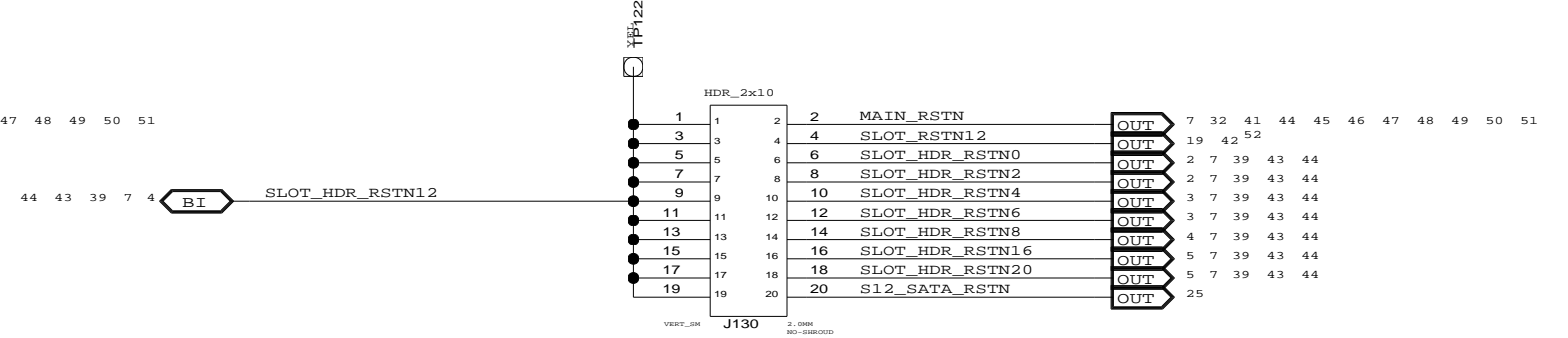 YEL
TP122
HDR_2x10
47 48 49 50 51
1 1 2 2 MAIN_RSTN OUT 7 32 41 44 45 46 47 48 49 50 51
3 3 4 4 SLOT_RSTN12 OUT 19 42 52
5 5 6 6 SLOT_HDR_RSTN0 OUT 2 7 39 43 44
7 7 8 8 SLOT_HDR_RSTN2 OUT 2 7 39 43 44
44 43 39 7 4 BI SLOT_HDR_RSTN12 9 9 10 10 SLOT_HDR_RSTN4 OUT 3 7 39 43 44
11 11 12 12 SLOT_HDR_RSTN6 OUT 3 7 39 43 44
13 13 14 14 SLOT_HDR_RSTN8 OUT 4 7 39 43 44
15 15 16 16 SLOT_HDR_RSTN16 OUT 5 7 39 43 44
17 17 18 18 SLOT_HDR_RSTN20 OUT 5 7 39 43 44
19 19 20 20 S12_SATA_RSTN OUT 25
VERT_SM J130 2.0MM
NO-SHROUD